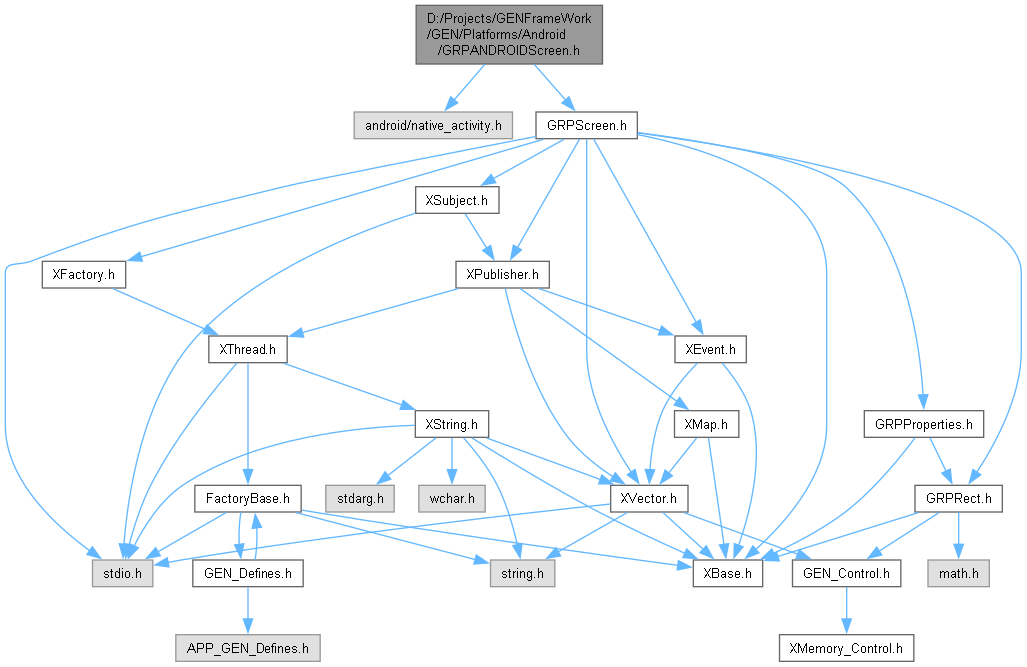 D:/Projects/GENFrameWork
/GEN/Platforms/Android
/GRPANDROIDScreen.h
android/native_activity.h
GRPScreen.h
XSubject.h
XFactory.h
XPublisher.h
XThread.h
XEvent.h
XString.h
XMap.h
GRPProperties.h
FactoryBase.h
stdarg.h
wchar.h
XVector.h
GRPRect.h
stdio.h
GEN_Defines.h
string.h
XBase.h
GEN_Control.h
math.h
APP_GEN_Defines.h
XMemory_Control.h